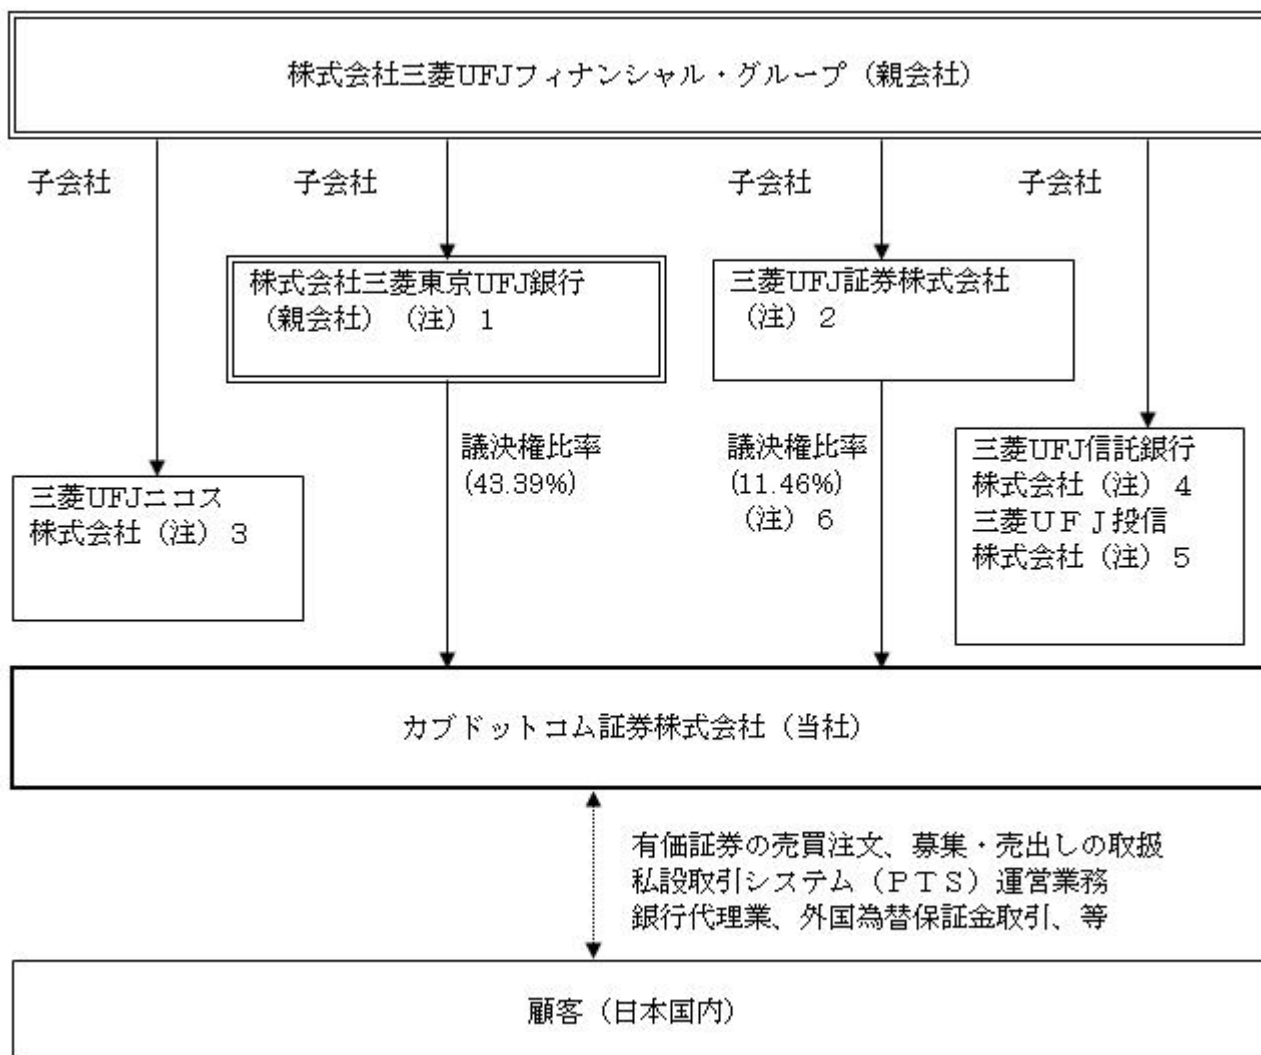 株式会社三菱UFJフィナンシャル・グループ（親会社）
子会社
子会社
子会社
子会社
株式会社三菱東京UFJ銀行
（親会社）（注）１
三菱UFJ証券株式会社
（注）２
議決権比率
(43.39%)
議決権比率
(11.46%)
（注）６
三菱UFJ信託銀行
株式会社（注）４
三菱ＵＦＪ投信
株式会社（注）５
三菱UFJニコス
株式会社（注）３
カブドットコム証券株式会社（当社）
有価証券の売買注文、募集・売出しの取扱
私設取引システム（ＰＴＳ）運営業務
銀行代理業、外国為替保証金取引、等
顧客（日本国内）